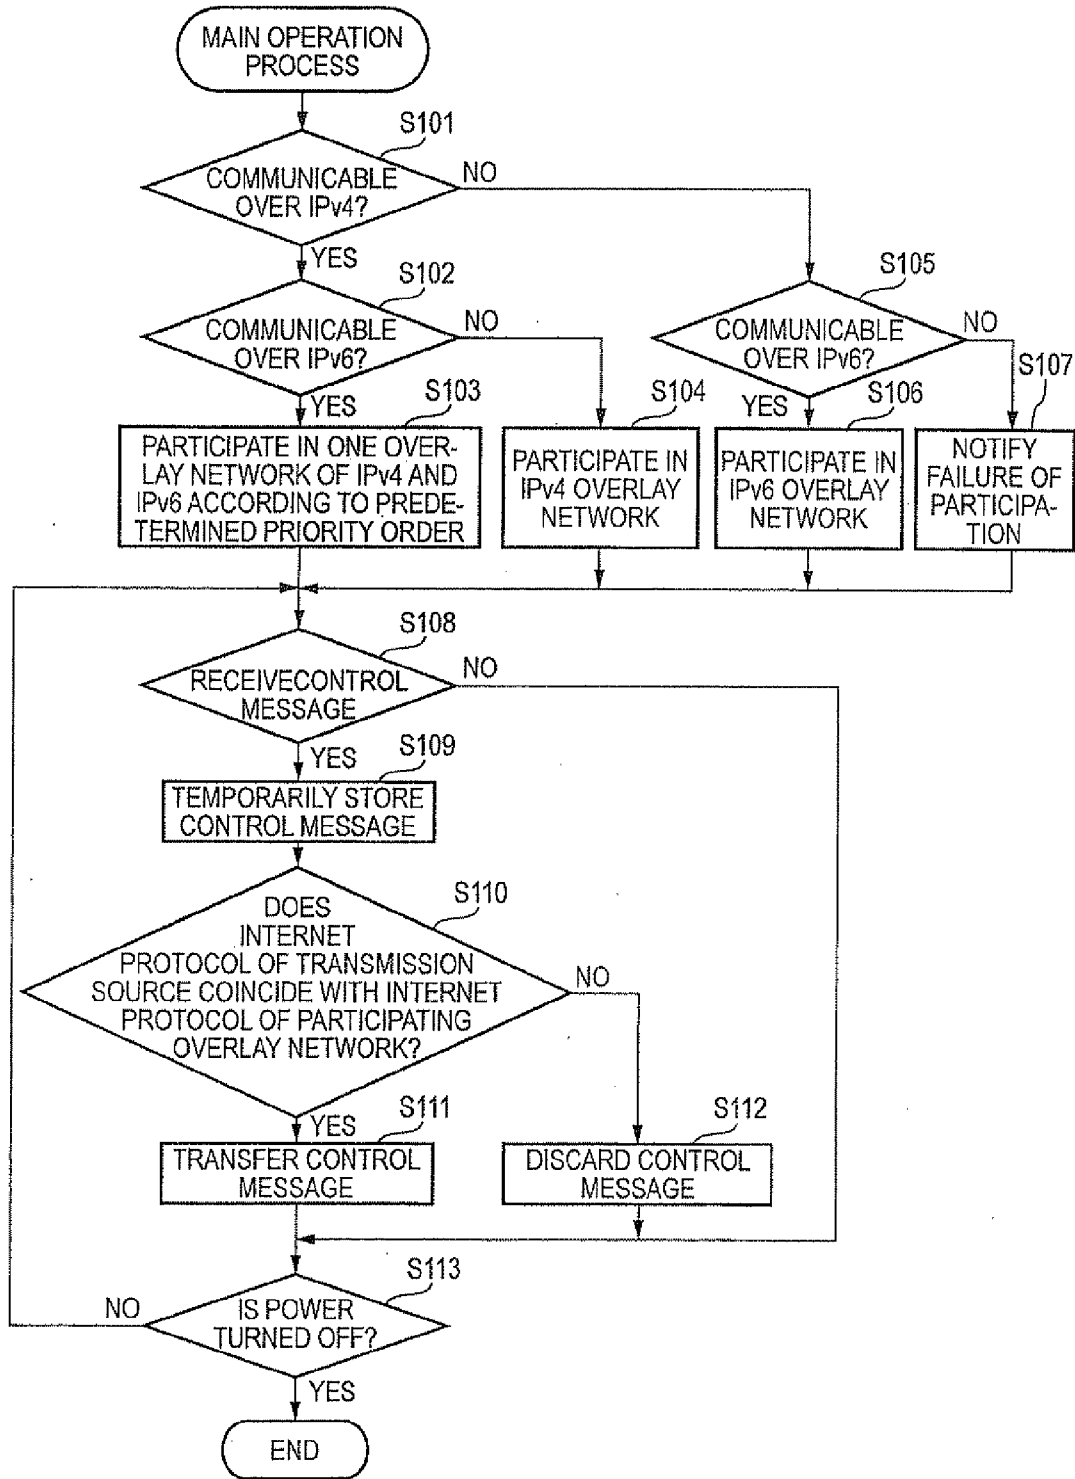 MAIN OPERATION
PROCESS
S101
COMMUNICABLE
OVER IPv4?
NO
YES
S102
COMMUNICABLE
OVER IPv6?
NO
YES
S105
COMMUNICABLE
OVER IPv6?
NO
YES
S103
PARTICIPATE IN ONE OVER-
LAY NETWORK OF IPv4 AND
IPv6 ACCORDING TO PREDE-
TERMINED PRIORITY ORDER
S104
PARTICIPATE IN
IPv4 OVERLAY
NETWORK
S106
PARTICIPATE IN
IPv6 OVERLAY
NETWORK
S107
NOTIFY
FAILURE OF
PARTICIPA-
TION
S108
RECEIVECONTROL
MESSAGE
NO
YES
S109
TEMPORARILY STORE
CONTROL MESSAGE
S110
DOES
INTERNET
PROTOCOL OF TRANSMISSION
SOURCE COINCIDE WITH INTERNET
PROTOCOL OF PARTICIPATING
OVERLAY NETWORK?
NO
YES
S111
TRANSFER CONTROL
MESSAGE
S112
DISCARD CONTROL
MESSAGE
S113
IS POWER
TURNED OFF?
NO
YES
END